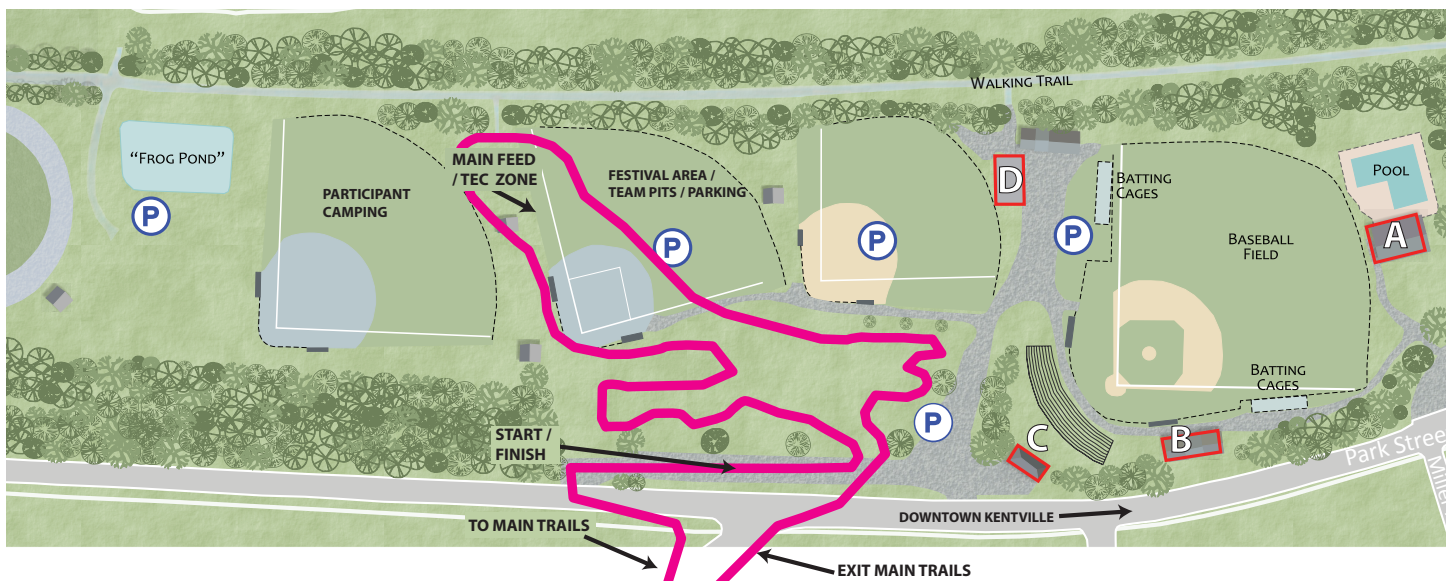 WALKING TRAIL
"FROG POND"
PARTICIPANT
CAMPING
MAIN FEED
/ TEC ZONE
FESTIVAL AREA /
TEAM PITS / PARKING
D
BATTING
CAGES
POOL
A
P
P
P
P
BASEBALL
FIELD
BATTING
CAGES
START /
FINISH
P
C
B
Park Street
TO MAIN TRAILS
DOWNTOWN KENTVILLE
EXIT MAIN TRAILS